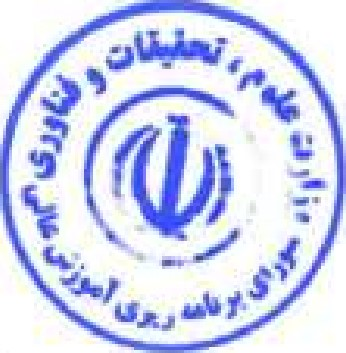 وزارت علوم، تحقیقات و فناوری
شورای برنامه ریزی آموزش عالی